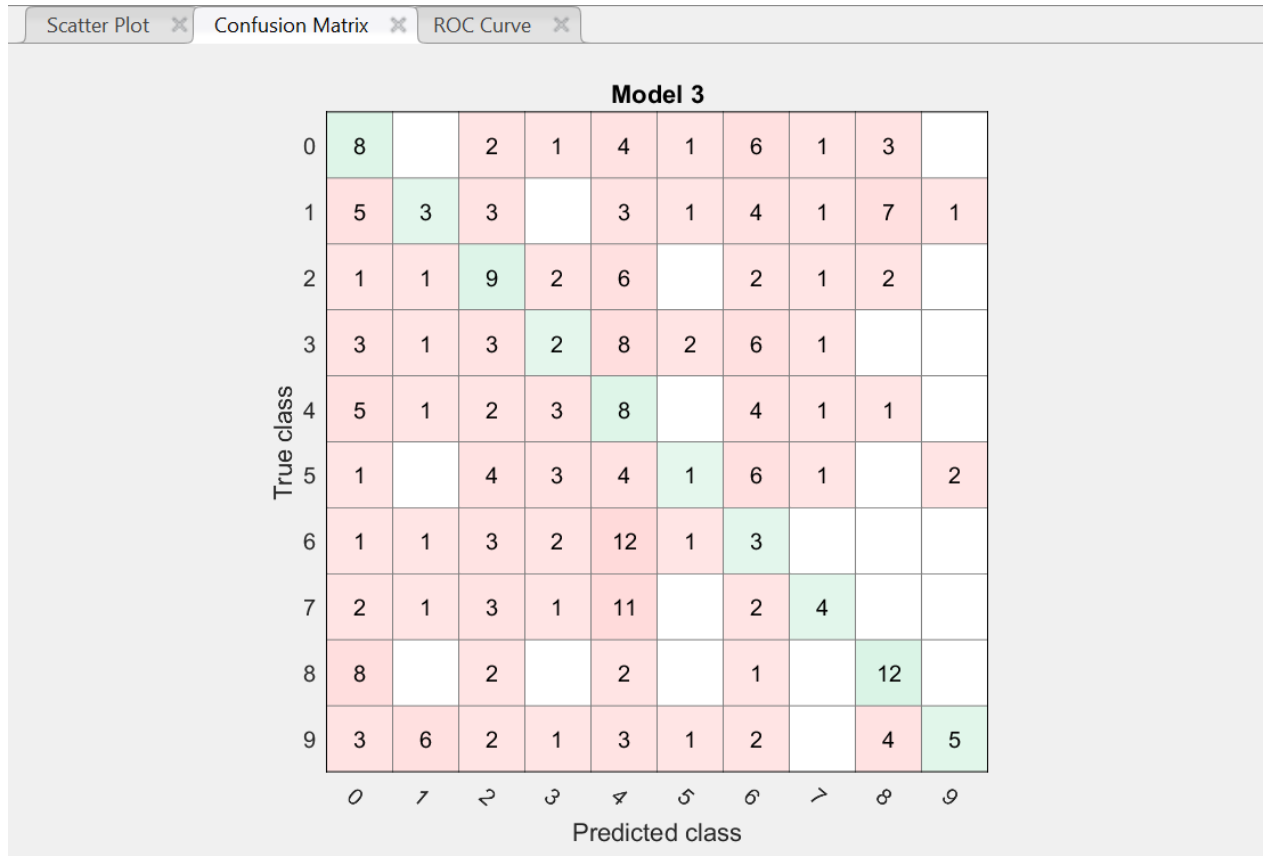 Scatter Plot Confusion Matrix ROC Curve
Model 3
0 8 2 1 4 1 6 1 3
1 5 3 3 3 1 4 1 7 1
2 1 1 9 2 6 2 1 2
3 3 1 3 2 8 2 6 1
4 5 1 2 3 8 4 1 1
5 1 4 3 4 1 6 1 2
6 1 1 3 2 12 1 3
7 2 1 3 1 11 2 4
8 8 2 2 1 12
9 3 6 2 1 3 1 2 4 5
True class
0 1 2 3 4 5 6 7 8 9
Predicted class